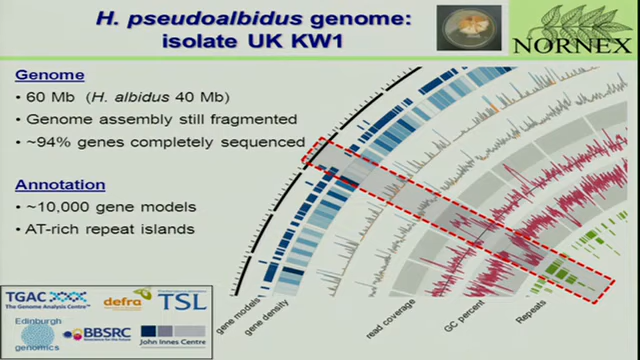 H. pseudoalbidus genome:
isolate UK KW1
NORNEX
Genome
• 60 Mb (H. albidus 40 Mb)
• Genome assembly still fragmented
• ~94% genes completely sequenced
Annotation
• ~10,000 gene models
• AT-rich repeat islands
gene models
gene density
read coverage
GC percent
Repeats
TGAC
The Genome Analysis Centre
defra
TSL
Edinburgh
genomics
BBSRC
John Innes Centre